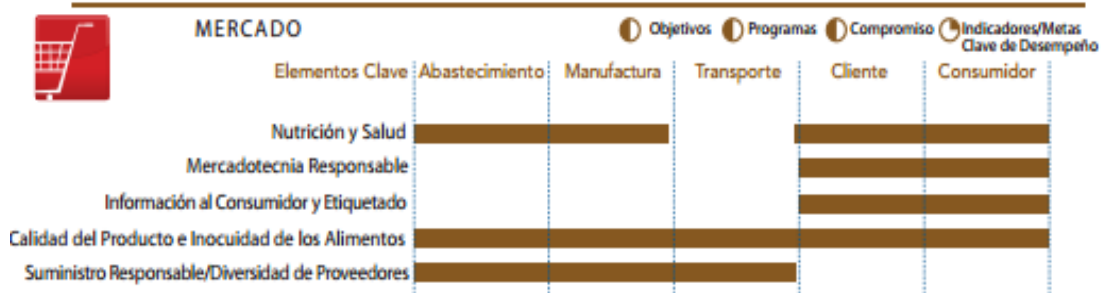 MERCADO
Objetivos Programas Compromiso Indicadores/Metas
Clave de Desempeño
Elementos Clave Abastecimiento Manufactura Transporte Cliente Consumidor
Nutrición y Salud
Mercadotecnia Responsable
Información al Consumidor y Etiquetado
Calidad del Producto e Inocuidad de los Alimentos
Suministro Responsable/Diversidad de Proveedores